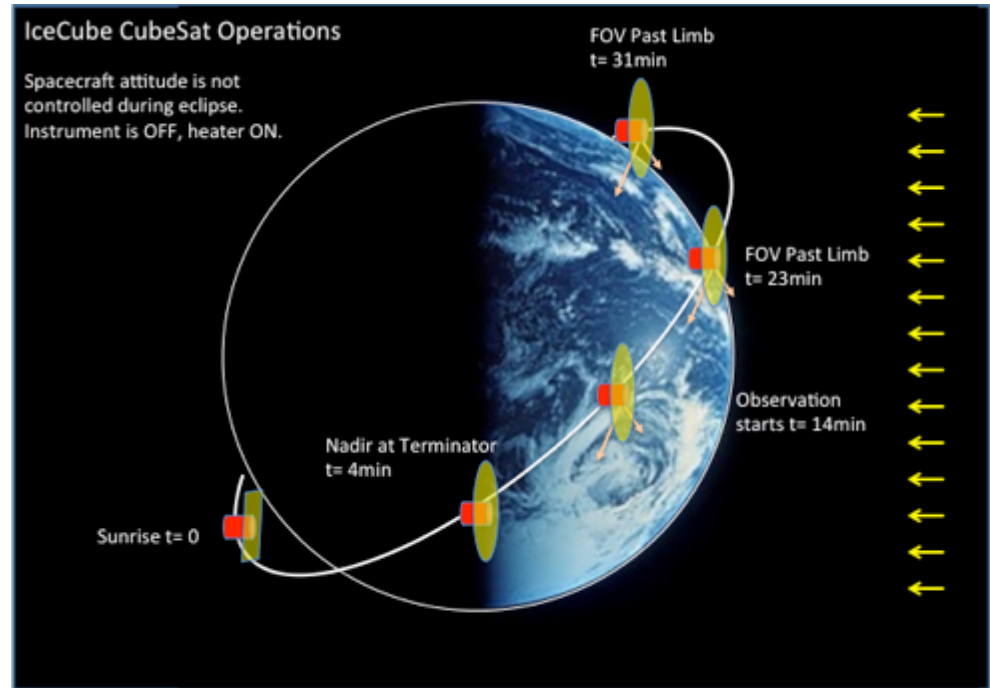 IceCube CubeSat Operations
Spacecraft attitude is not
controlled during eclipse.
Instrument is OFF, heater ON.
FOV Past Limb
t= 31min
FOV Past Limb
t= 23min
Observation
starts t= 14min
Nadir at Terminator
t= 4min
Sunrise t= 0